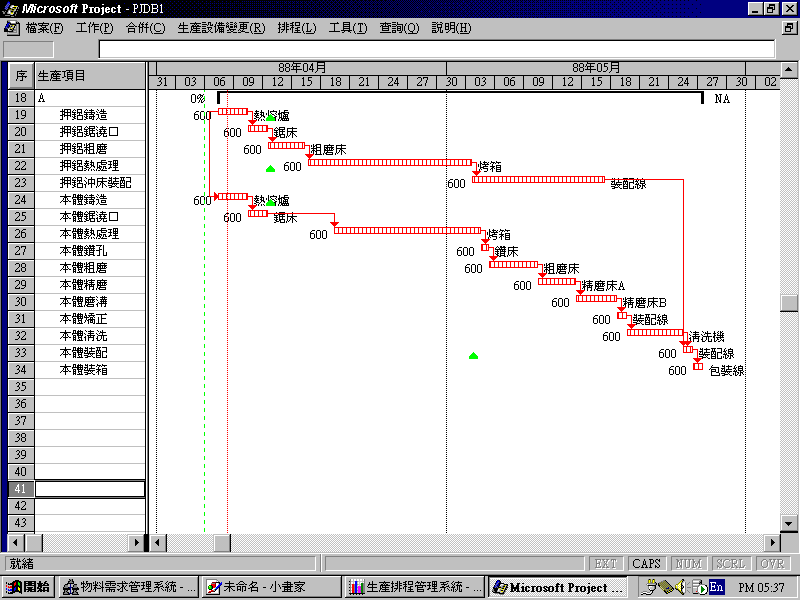 Microsoft Project - PJDB1
檔案(F) 工作(P) 合併(C) 生產設備變更(R) 排程(L) 工具(T) 查詢(Q) 說明(H)
序 生產項目
88年04月 88年05月
31 03 06 09 12 15 18 21 24 27 30 03 06 09 12 15 18 21 24 27 30 02
18 A 0% NA
19 押鋁鑄造 600 熱熔爐
20 押鋁鋸澆口 600 鋸床
21 押鋁粗磨 600 粗磨床
22 押鋁熱處理 600 烤箱
23 押鋁沖床裝配 600 裝配線
24 本體鑄造 600 熱熔爐
25 本體鋸澆口 600 鋸床
26 本體熱處理 600 烤箱
27 本體鑽孔 600 鑽床
28 本體粗磨 600 粗磨床
29 本體精磨 600 精磨床A
30 本體磨溝 600 精磨床B
31 本體矯正 600 裝配線
32 本體清洗 600 清洗機
33 本體裝配 600 裝配線
34 本體裝箱 600 包裝線
35
36
37
38
39
40
41
42
43
就緒 EXT CAPS NUM SCRL OVR
開始 物料需求管理系統 - ... 未命名 - 小畫家 生產排程管理系統 - ... Microsoft Project ... En PM 05:37